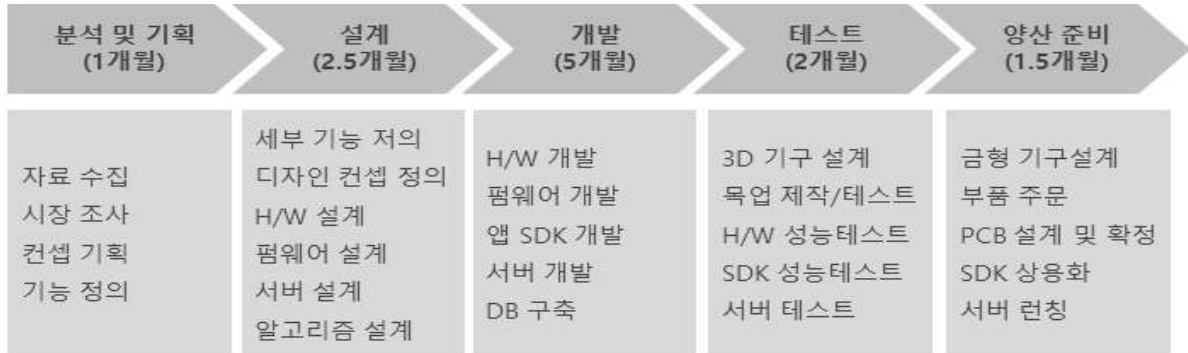 분석 및 기획
(1개월)
설계
(2.5개월)
개발
(5개월)
테스트
(2개월)
양산 준비
(1.5개월)
자료 수집
시장 조사
컨셉 기획
기능 정의
세부 기능 저의
디자인 컨셉 정의
H/W 설계
펌웨어 설계
서버 설계
알고리즘 설계
H/W 개발
펌웨어 개발
앱 SDK 개발
서버 개발
DB 구축
3D 기구 설계
목업 제작/테스트
H/W 성능테스트
SDK 성능테스트
서버 테스트
금형 기구설계
부품 주문
PCB 설계 및 확정
SDK 상용화
서버 런칭